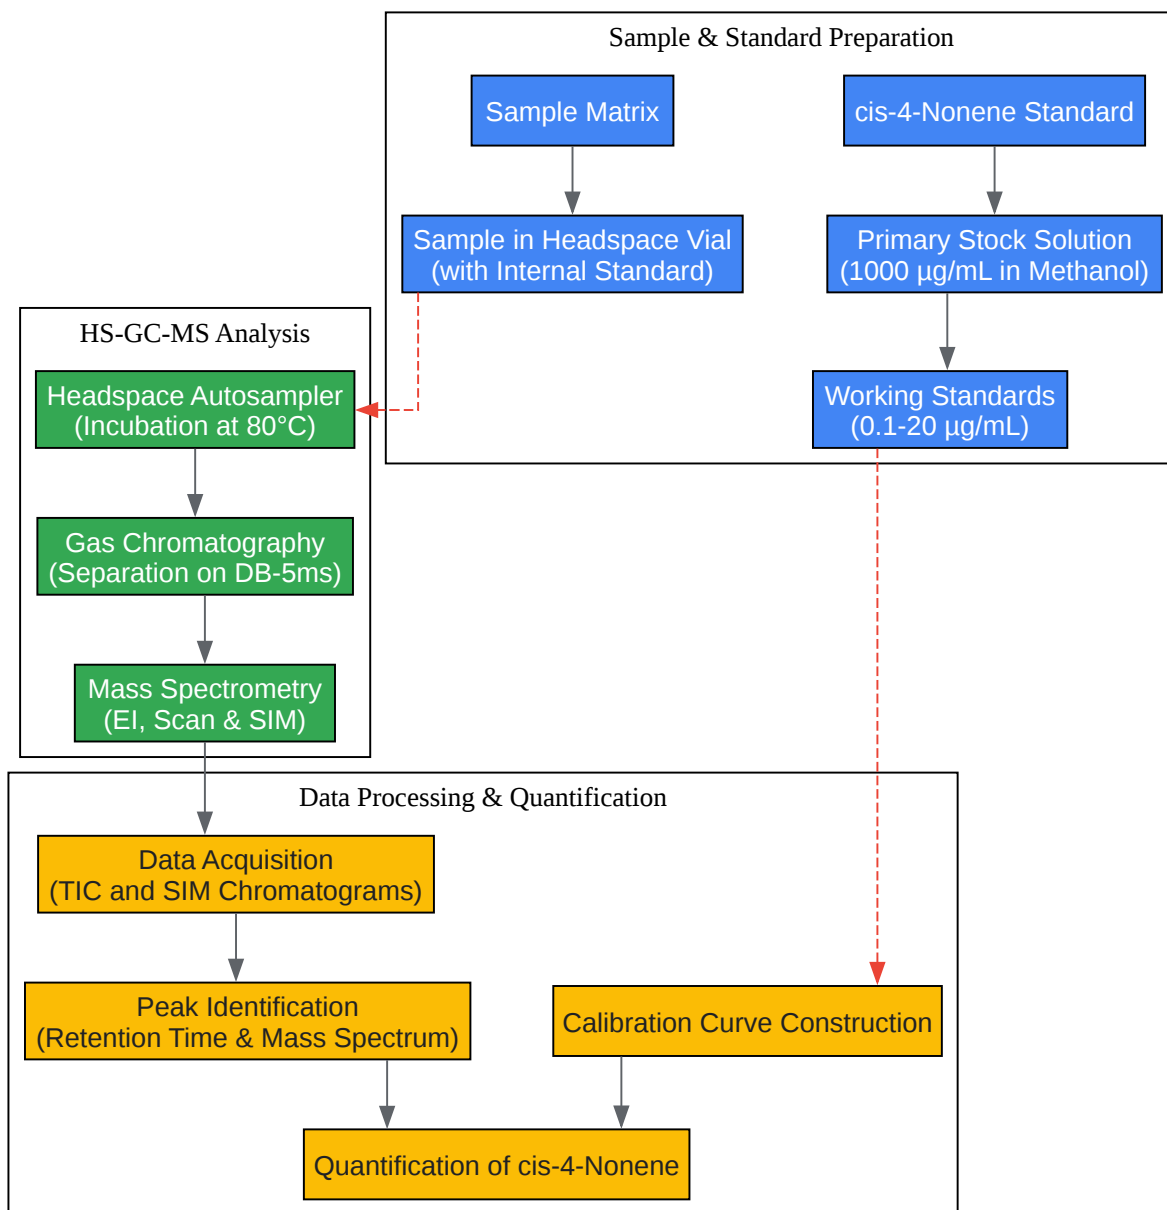 Sample & Standard Preparation
Sample Matrix
cis-4-Nonene Standard
Sample in Headspace Vial
(with Internal Standard)
Primary Stock Solution
(1000 µg/mL in Methanol)
Working Standards
(0.1-20 µg/mL)
HS-GC-MS Analysis
Headspace Autosampler
(Incubation at 80°C)
Gas Chromatography
(Separation on DB-5ms)
Mass Spectrometry
(EI, Scan & SIM)
Data Processing & Quantification
Data Acquisition
(TIC and SIM Chromatograms)
Peak Identification
(Retention Time & Mass Spectrum)
Calibration Curve Construction
Quantification of cis-4-Nonene